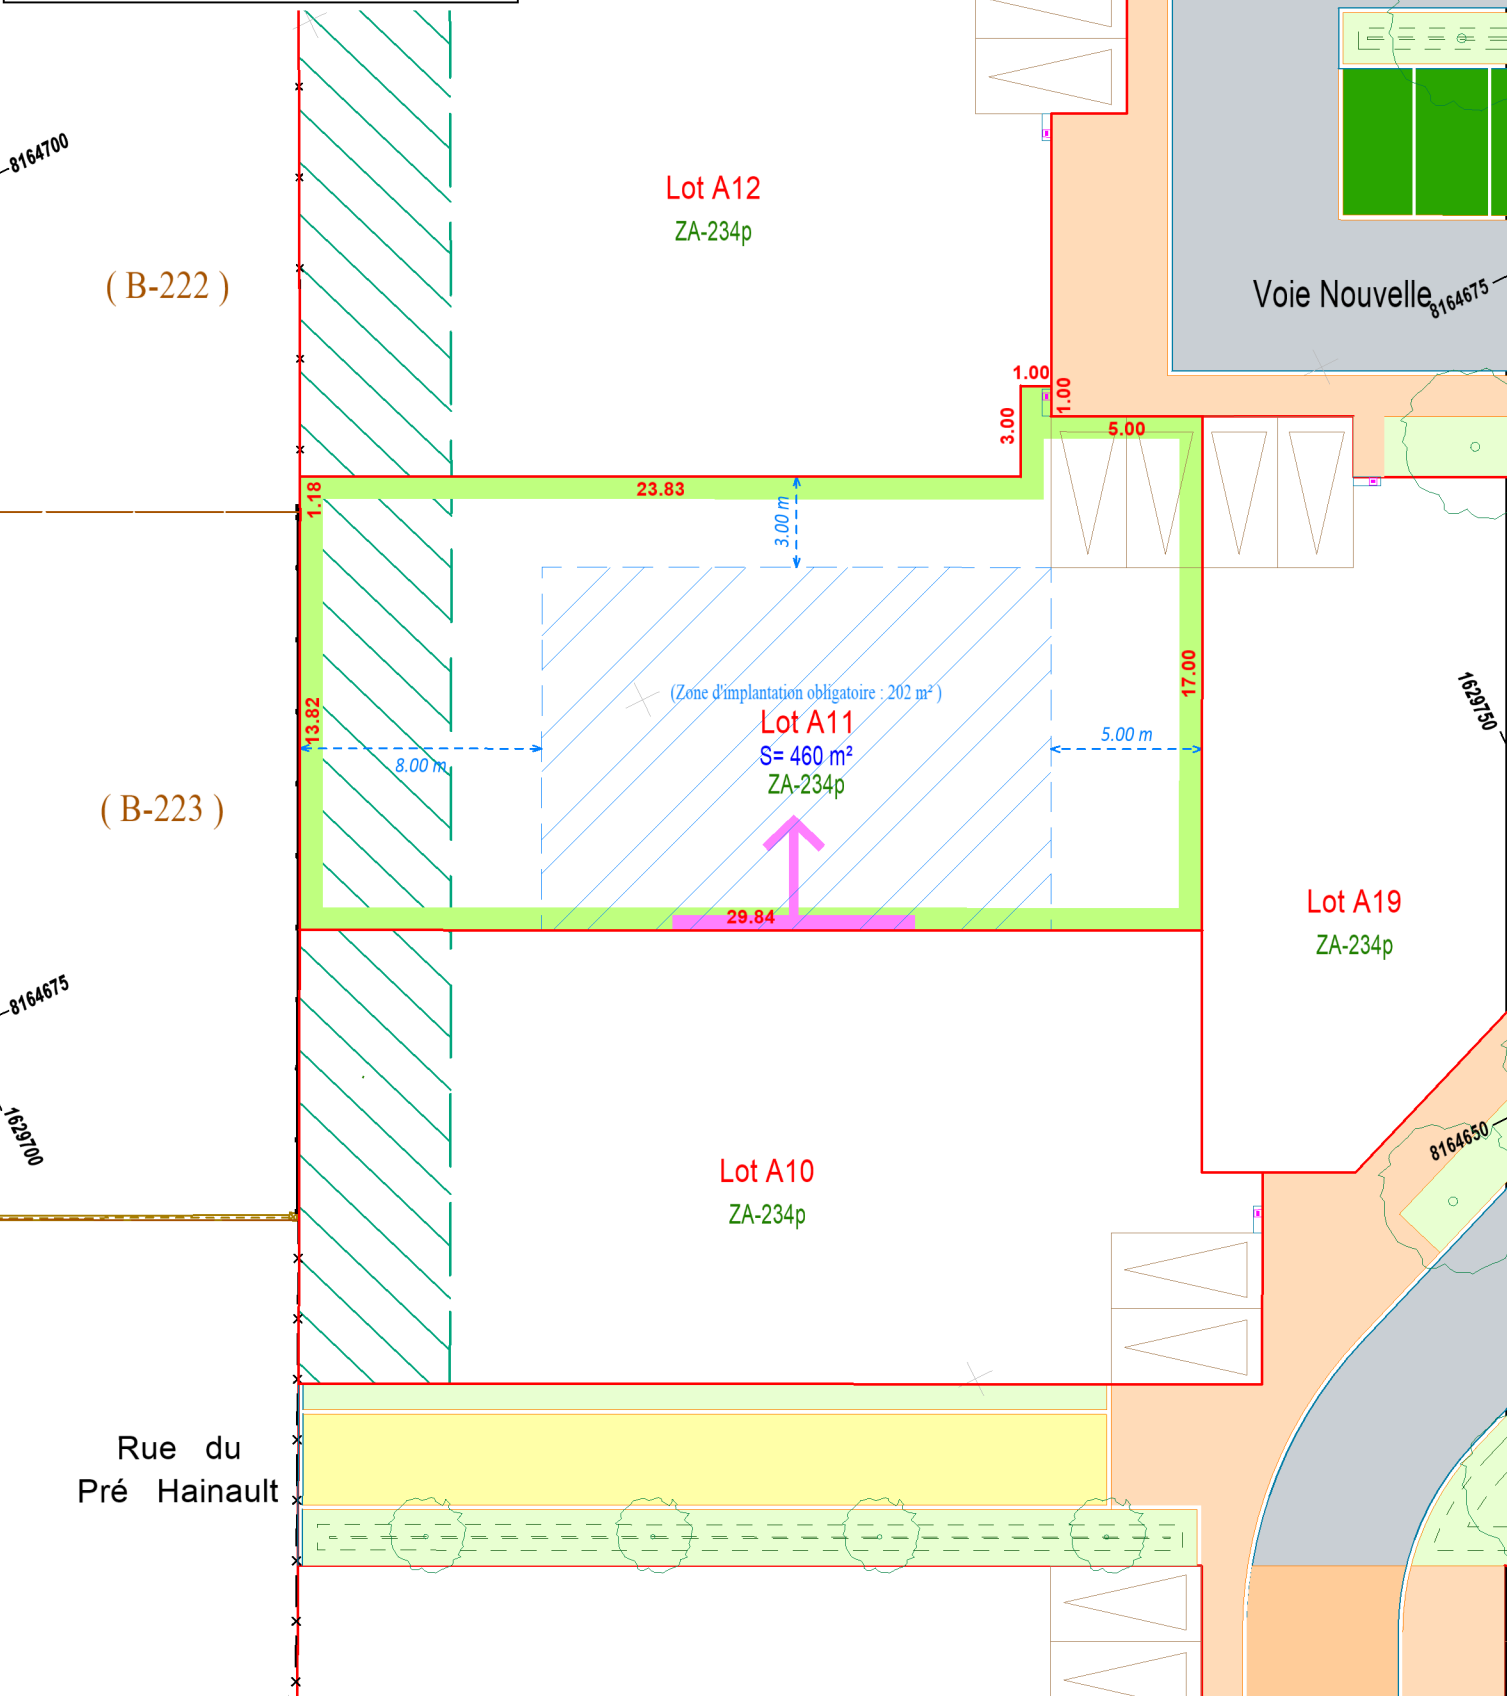 8164700
Lot A12
ZA-234p
( B-222 )
Voie Nouvelle
8164675
1.00
1.00
3.00
5.00
1.18
23.83
3.00 m
17.00
1629750
(Zone d'implantation obligatoire : 202 m² )
Lot A11
S= 460 m²
ZA-234p
13.82
8.00 m
5.00 m
( B-223 )
29.84
Lot A19
ZA-234p
8164675
1629700
8164650
Lot A10
ZA-234p
Rue du
Pré Hainault